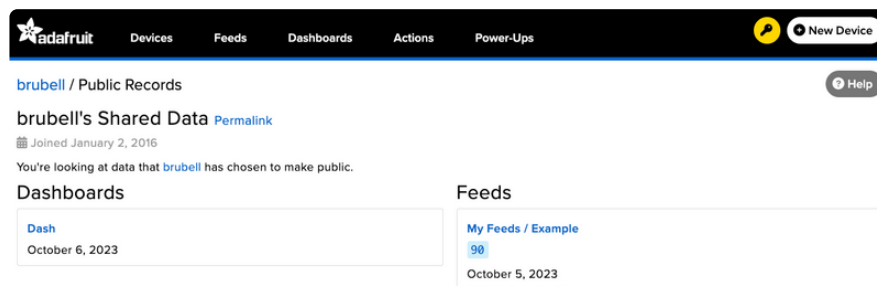 adafruit Devices Feeds Dashboards Actions Power-Ups New Device
brubell / Public Records
Help
brubell's Shared Data Permalink
Joined January 2, 2016
You're looking at data that brubell has chosen to make public.
Dashboards
Dash
October 6, 2023
Feeds
My Feeds / Example
90
October 5, 2023